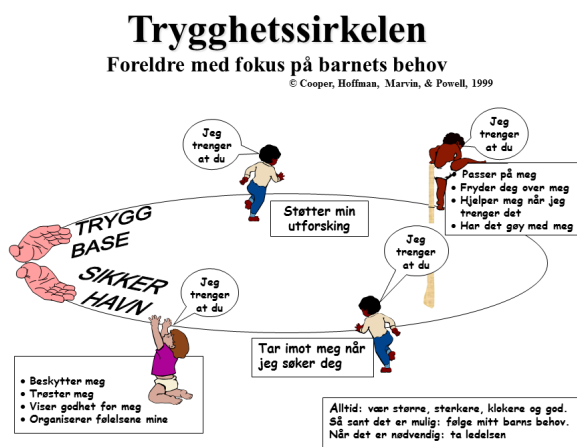 Trygghetssirkelen
Foreldre med fokus på barnets behov
© Cooper, Hoffman, Marvin, & Powell, 1999
Jeg
trenger
at du
Støtter min
utforsking
Jeg
trenger
at du
• Passer på meg
• Fryder deg over meg
• Hjelper meg når jeg
trenger det
• Har det gøy med meg
TRYGG
BASE
SIKKER
HAVN
Jeg
trenger
at du
Tar imot meg når
jeg søker deg
Jeg
trenger
at du
• Beskytter meg
• Trøster meg
• Viser godhet for meg
• Organiserer følelsene mine
Alltid: vær større, sterkere, klokere og god.
Så sant det er mulig: følge mitt barns behov.
Når det er nødvendig: ta ledelsen